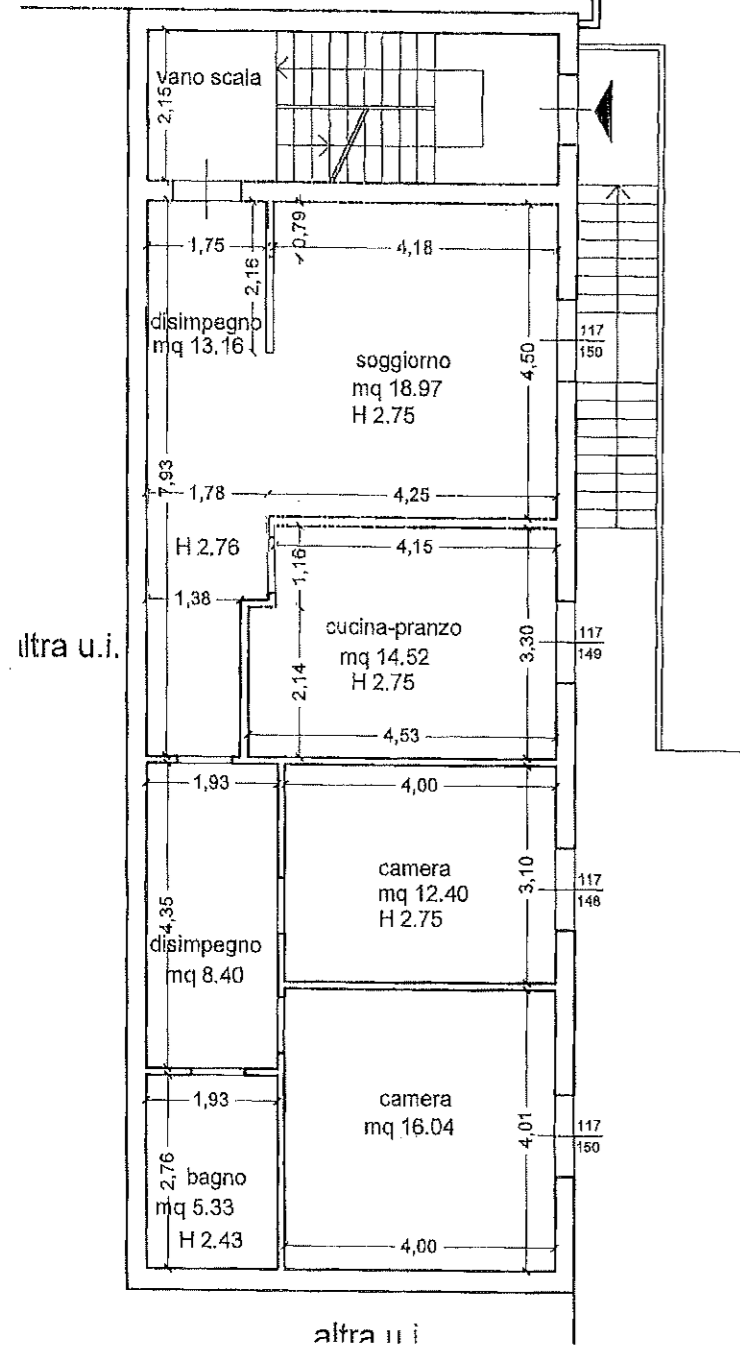 vano scala
2,15
1,75
2,16
0,79
4,18
disimpegno
mq 13.16
soggiorno
mq 18.97
H 2.75
4,50
117
150
7,93
1,78
4,25
H 2.76
1,16
4,15
1,38
cucina-pranzo
mq 14.52
H 2.75
3,30
117
149
ltra u.i.
2,14
4,53
1,93
4,00
camera
mq 12.40
H 2.75
3,10
117
148
4,35
disimpegno
mq 8.40
1,93
camera
mq 16.04
4,01
117
150
2,76
bagno
mq 5.33
H 2.43
4,00
altra u.i